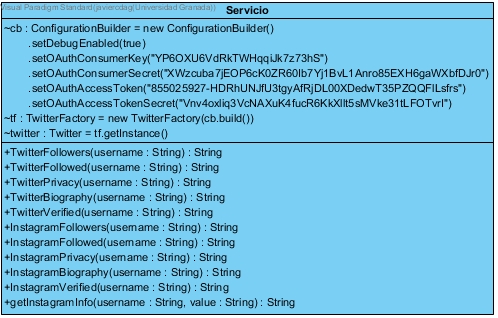 Visual Paradigm Standard(javiercdag(Universidad Granada))
Servicio
~cb : ConfigurationBuilder = new ConfigurationBuilder()
.setDebugEnabled(true)
.setOAuthConsumerKey("YP6OXU6VdRkTWHqqiJk7z73hS")
.setOAuthConsumerSecret("XWzcuba7jEOP6cK0ZR60Ib7Yj1BvL1Anro85EXH6gaWXbfDJr0")
.setOAuthAccessToken("855025927-HDRhUNJfU3tgyAfRjDL00XDedwT35PZQQFILsfrs")
.setOAuthAccessTokenSecret("Vnv4oxliq3VcNAXuK4fucR6KkXIlt5sMVke31tLFOTvrI")
~tf : TwitterFactory = new TwitterFactory(cb.build())
~twitter : Twitter = tf.getInstance()
+TwitterFollowers(username : String) : String
+TwitterFollowed(username : String) : String
+TwitterPrivacy(username : String) : String
+TwitterBiography(username : String) : String
+TwitterVerified(username : String) : String
+InstagramFollowers(username : String) : String
+InstagramFollowed(username : String) : String
+InstagramPrivacy(username : String) : String
+InstagramBiography(username : String) : String
+InstagramVerified(username : String) : String
+getInstagramInfo(username : String, value : String) : String